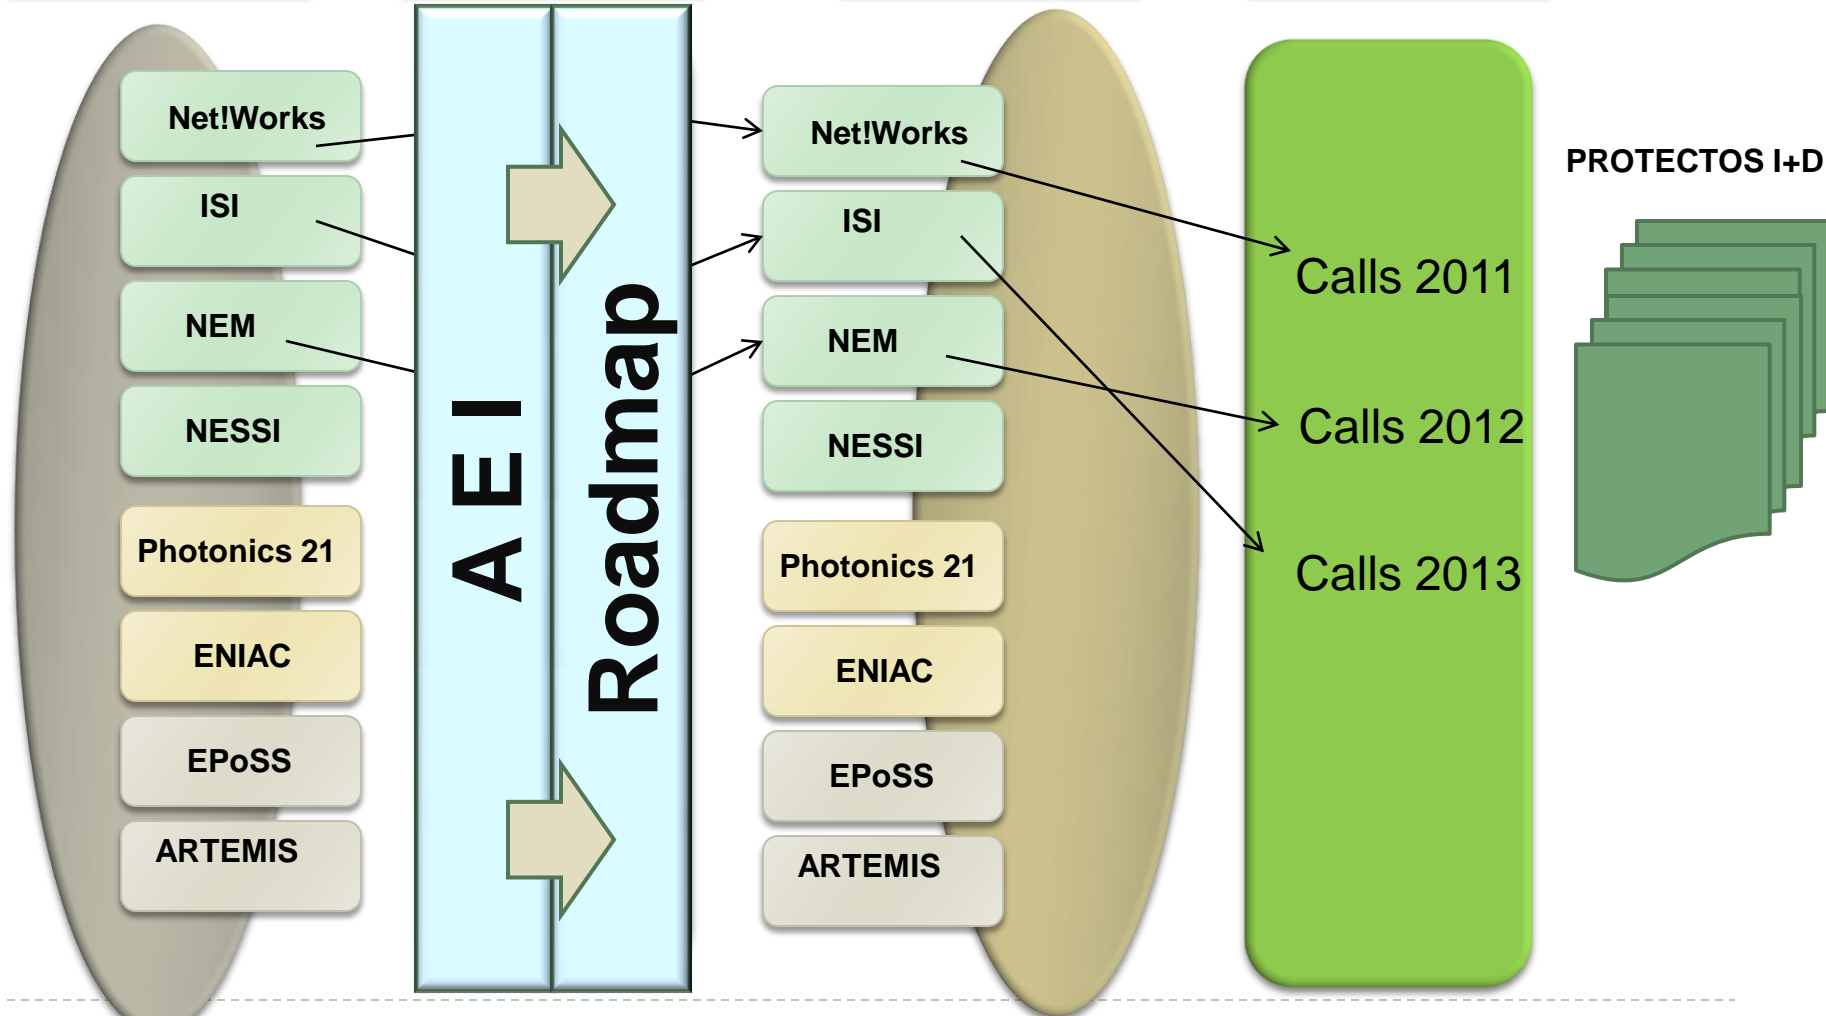 Net!Works
ISI
NEM
NESSI
Photonics 21
ENIAC
EPoSS
ARTEMIS
A E I
Roadmap
Net!Works
ISI
NEM
NESSI
Photonics 21
ENIAC
EPoSS
ARTEMIS
Calls 2011
Calls 2012
Calls 2013
PROTECTOS I+D